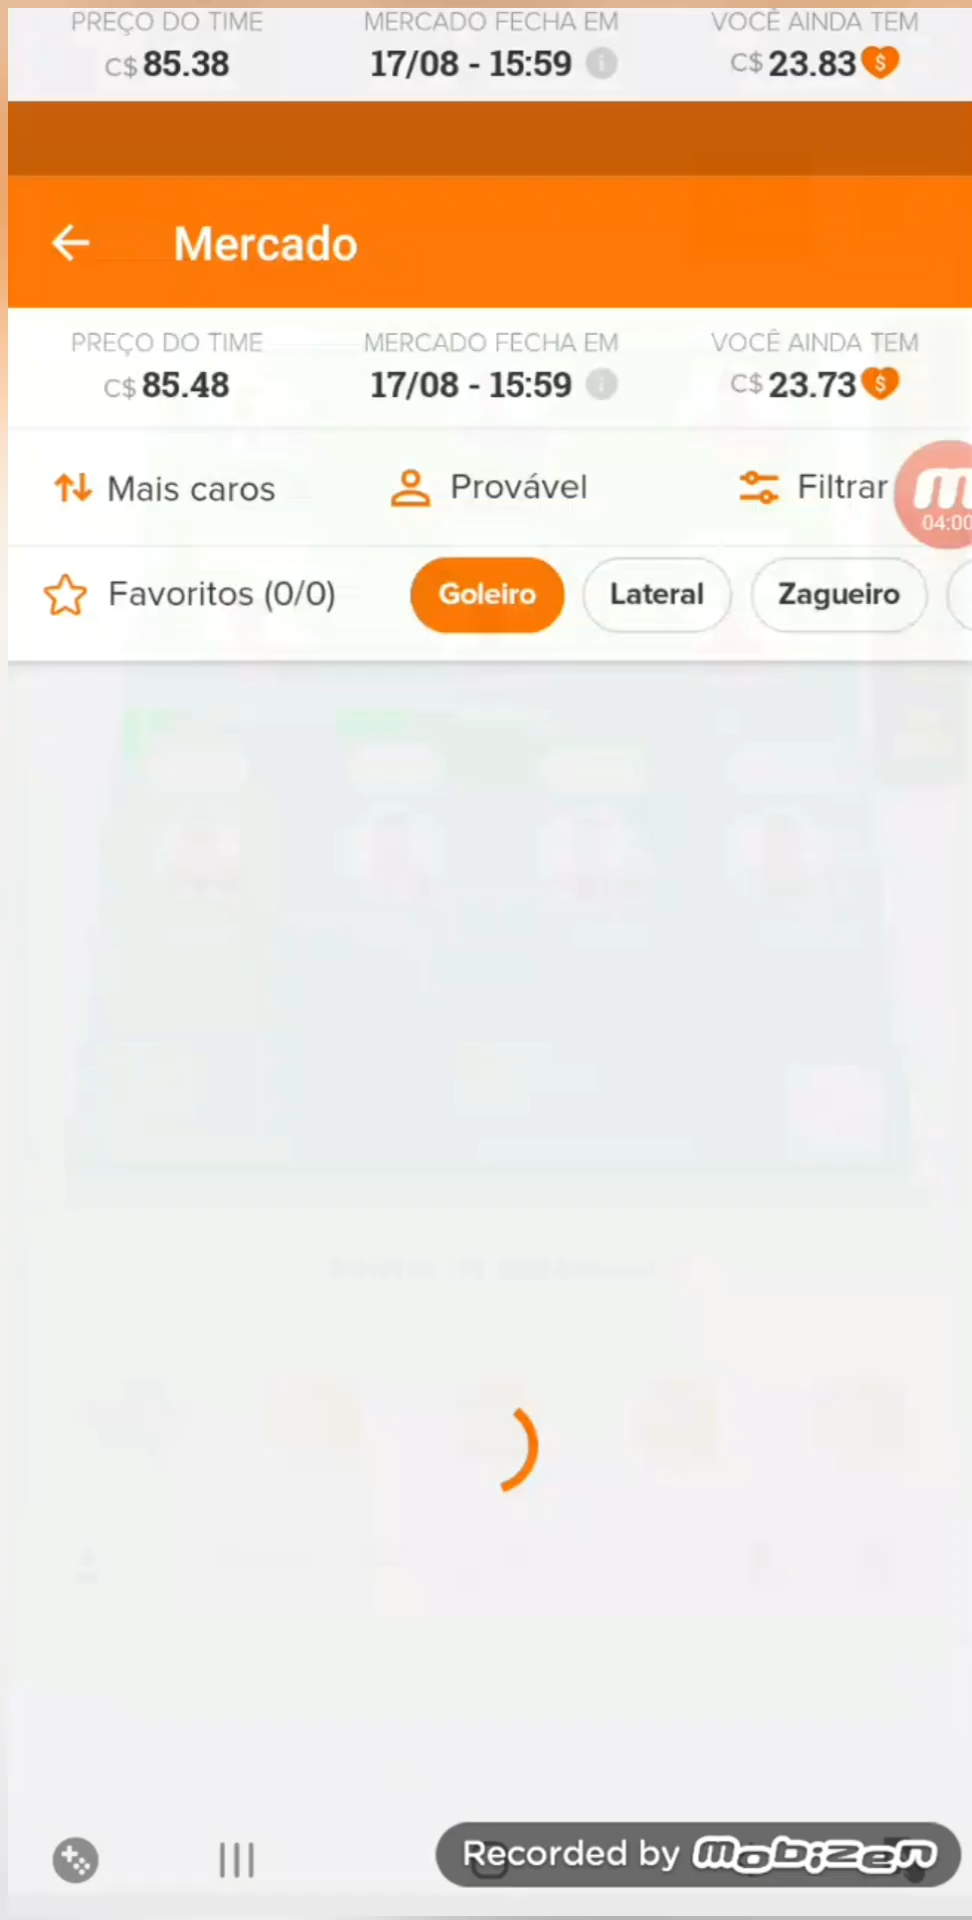 PREÇO DO TIME MERCADO FECHA EM VOCÊ AINDA TEM
C$ 85.38 17/08 - 15:59 i C$ 23.83 $
Mercado
PREÇO DO TIME MERCADO FECHA EM VOCÊ AINDA TEM
C$ 85.48 17/08 - 15:59 i C$ 23.73 $
Mais caros Provável Filtrar
m
04:00
Favoritos (0/0) Goleiro Lateral Zagueiro
Recorded by mobizen